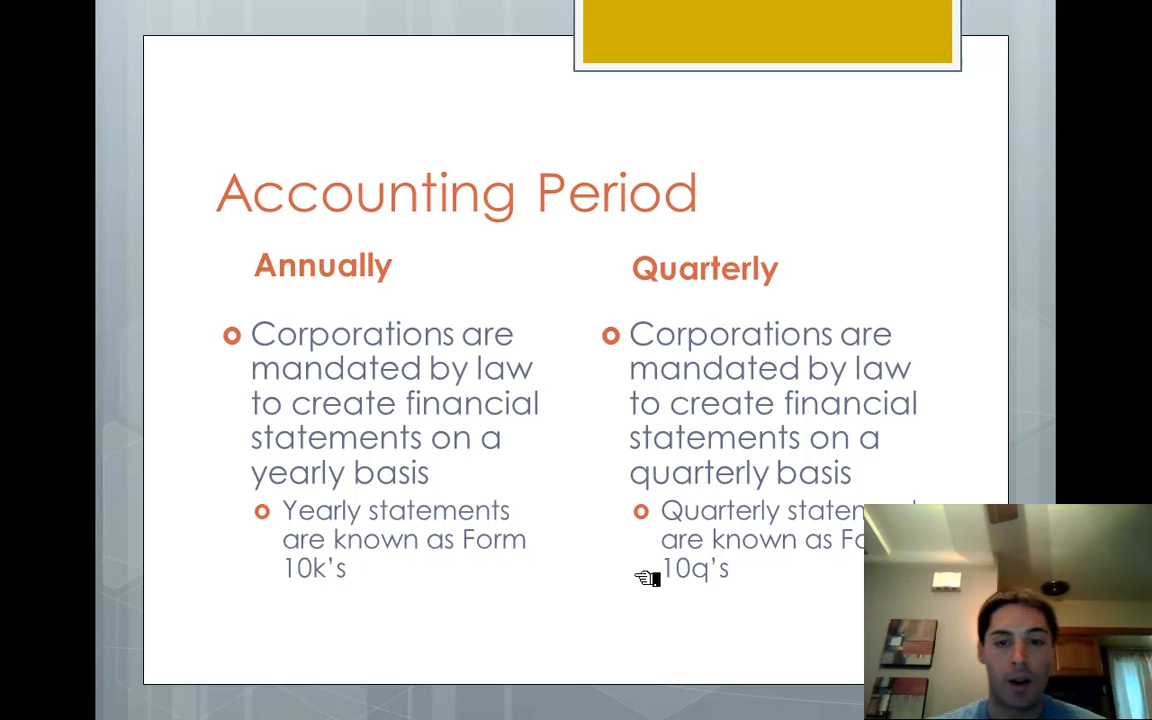 Accounting Period
Annually
Corporations are
mandated by law
to create financial
statements on a
yearly basis
Yearly statements
are known as Form
10k's
Quarterly
Corporations are
mandated by law
to create financial
statements on a
quarterly basis
Quarterly
are known as
10q's